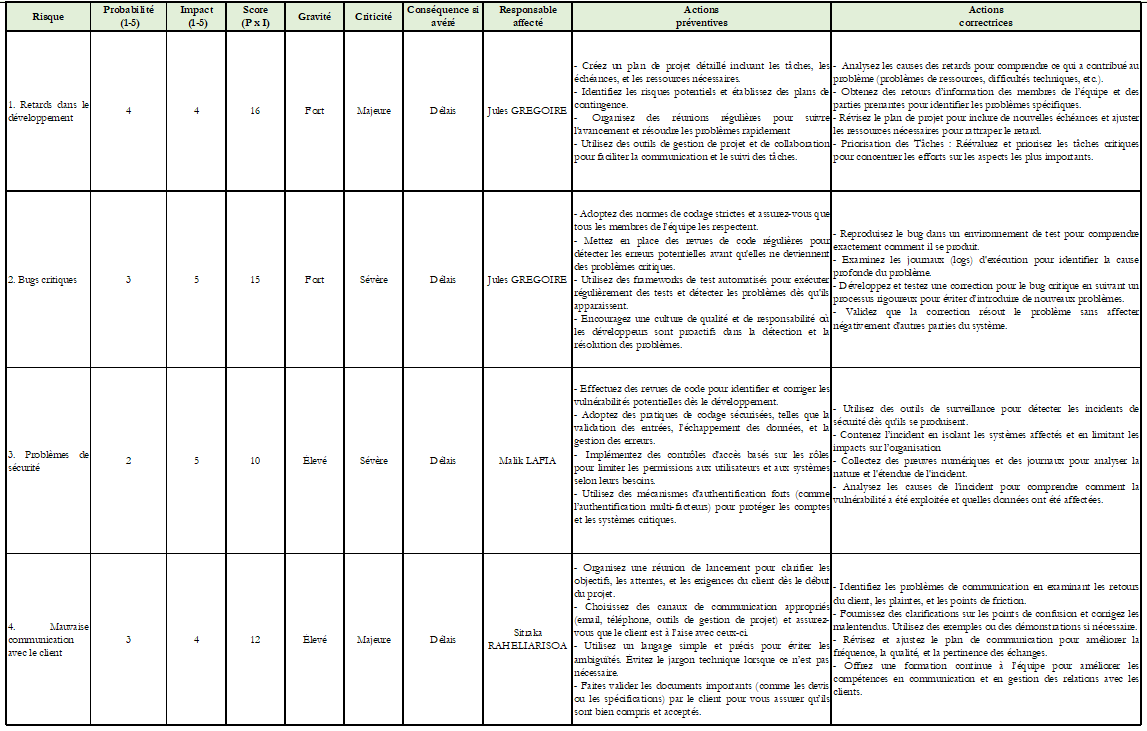 Risque
Probabilité
(1-5)
Impact
(1-5)
Score
(P x I)
Gravité
Criticité
Conséquence si
avéré
Responsable
affecté
Actions
préventives
Actions
correctrices
1. Retards dans le
développement
4
4
16
Fort
Majeure
Délais
Jules GREGOIRE
- Créez un plan de projet détaillé incluant les tâches, les
échéances, et les ressources nécessaires.
- Identifiez les risques potentiels et établissez des plans de
contingence.
- Organisez des réunions régulières pour suivre
l'avancement et résoudre les problèmes rapidement
- Utilisez des outils de gestion de projet et de collaboration
pour faciliter la communication et le suivi des tâches.
- Analysez les causes des retards pour comprendre ce qui a contribué au
problème (problèmes de ressources, difficultés techniques, etc.).
- Obtenez des retours d'information des membres de l'équipe et des
parties prenantes pour identifier les problèmes spécifiques.
- Révisez le plan de projet pour inclure de nouvelles échéances et ajuster
les ressources nécessaires pour rattraper le retard.
- Priorisation des Tâches : Réévaluez et priorisez les tâches critiques
pour concentrer les efforts sur les aspects les plus importants.
2. Bugs critiques
3
5
15
Fort
Sévère
Délais
Jules GREGOIRE
- Adoptez des normes de codage strictes et assurez-vous que
tous les membres de l'équipe les respectent.
- Mettez en place des revues de code régulières pour
détecter les erreurs potentielles avant qu'elles ne deviennent
des problèmes critiques.
- Utilisez des frameworks de test automatisés pour exécuter
régulièrement des tests et détecter les problèmes dès qu'ils
apparaissent.
- Encouragez une culture de qualité et de responsabilité où
les développeurs sont proactifs dans la détection et la
résolution des problèmes.
- Reproduisez le bug dans un environnement de test pour comprendre
exactement comment il se produit.
- Examinez les journaux (logs) d'exécution pour identifier la cause
profonde du problème.
- Développez et testez une correction pour le bug critique en suivant un
processus rigoureux pour éviter d'introduire de nouveaux problèmes.
- Validez que la correction résout le problème sans affecter
négativement d'autres parties du système.
3. Problèmes de
sécurité
2
5
10
Élevé
Sévère
Délais
Malik LAFIA
- Effectuez des revues de code pour identifier et corriger les
vulnérabilités potentielles dès le développement.
- Adoptez des pratiques de codage sécurisées, telles que la
validation des entrées, l'échappement des données, et la
gestion des erreurs.
- Implémentez des contrôles d'accès basés sur les rôles
pour limiter les permissions aux utilisateurs et aux systèmes
selon leurs besoins.
- Utilisez des mécanismes d'authentification forts (comme
l'authentification multi-facteurs) pour protéger les comptes
et les systèmes critiques.
- Utilisez des outils de surveillance pour détecter les incidents de
sécurité dès qu'ils se produisent.
- Contenez l'incident en isolant les systèmes affectés et en limitant les
impacts sur l'organisation
- Collectez des preuves numériques et des journaux pour analyser la
nature et l'étendue de l'incident.
- Analysez les causes de l'incident pour comprendre comment la
vulnérabilité a été exploitée et quelles données ont été affectées.
4. Mauvaise
communication
avec le client
3
4
12
Élevé
Majeure
Délais
Sitraka
RAHELIARISOA
- Organisez une réunion de lancement pour clarifier les
objectifs, les attentes, et les exigences du client dès le début
du projet.
- Choisissez des canaux de communication appropriés
(email, téléphone, outils de gestion de projet) et assurez-
vous que le client est à l'aise avec ceux-ci.
- Utilisez un langage simple et précis pour éviter les
ambiguïtés. Évitez le jargon technique lorsque ce n'est pas
nécessaire.
- Faites valider les documents importants (comme les devis
ou les spécifications) par le client pour vous assurer qu'ils
sont bien compris et acceptés.
- Identifiez les problèmes de communication en examinant les retours
du client, les plaintes, et les points de friction.
- Fournissez des clarifications sur les points de confusion et corrigez les
malentendus. Utilisez des exemples ou des démonstrations si nécessaire.
- Révisez et ajustez le plan de communication pour améliorer la
fréquence, la qualité, et la pertinence des échanges.
- Offrez une formation continue à l'équipe pour améliorer les
compétences en communication et en gestion des relations avec les
clients.